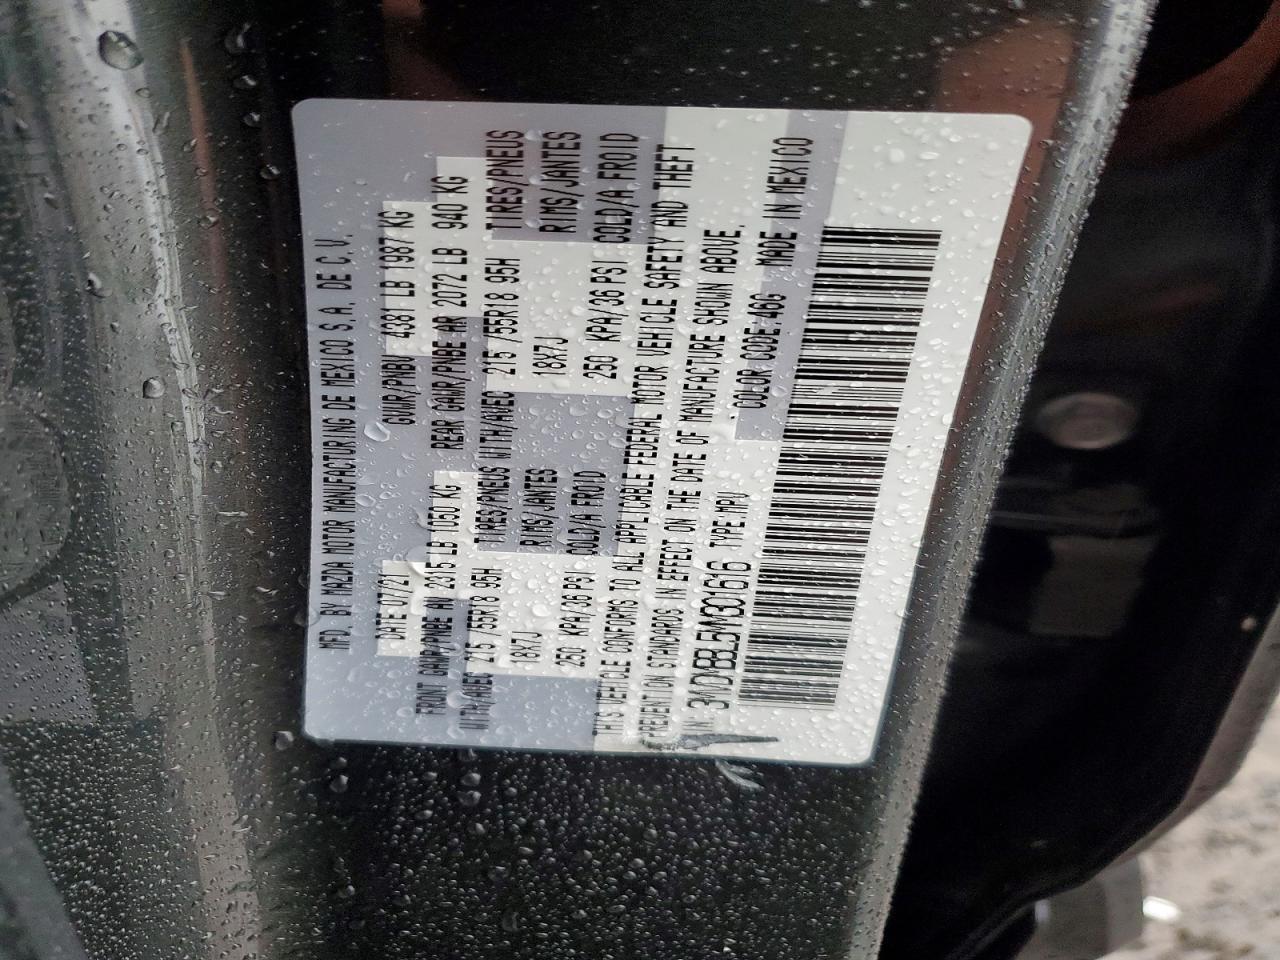 MFD. BY MAZDA MOTOR MANUFACTURING DE MEXICO S.A. DE C.V.
DATE:07/21 GVWR/PNBV 4381 LB 1987 KG
FRONT GAWR/PNBE AV 2315 LB 1050 KG REAR GAWR/PNBE AR 2072 LB 940 KG
WITH/AVEC 215 /55R18 95H TIRES/PNEUS WITH/AVEC 215 /55R18 95H TIRES/PNEUS
18X7J RIMS/JANTES 18X7J RIMS/JANTES
250 KPA/36 PSI COLD/A FROID 250 KPA/36 PSI COLD/A FROID
THIS VEHICLE CONFORMS TO ALL APPLICABLE FEDERAL MOTOR VEHICLE SAFETY AND THEFT
PREVENTION STANDARDS IN EFFECT ON THE DATE OF MANUFACTURE SHOWN ABOVE.
TYPE:MPV COLOR CODE:46G MADE IN MEXICO